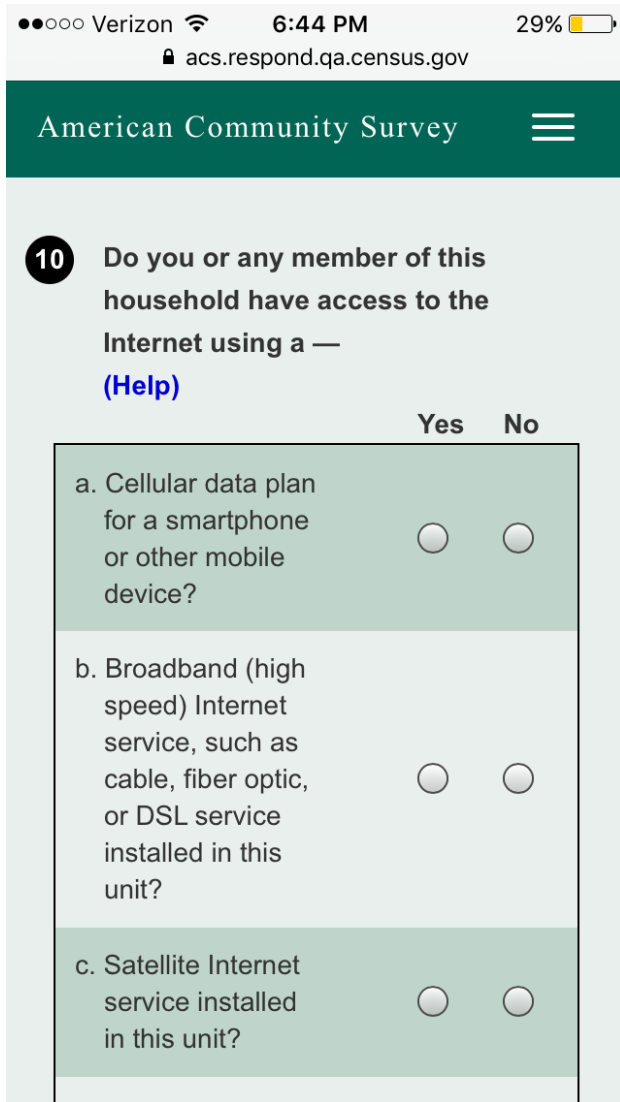 ●●○○○ Verizon 6:44 PM 29%
acs.respond.qa.census.gov
American Community Survey
10 Do you or any member of this
household have access to the
Internet using a —
(Help)
Yes No
a. Cellular data plan
for a smartphone
or other mobile
device?
b. Broadband (high
speed) Internet
service, such as
cable, fiber optic,
or DSL service
installed in this
unit?
c. Satellite Internet
service installed
in this unit?